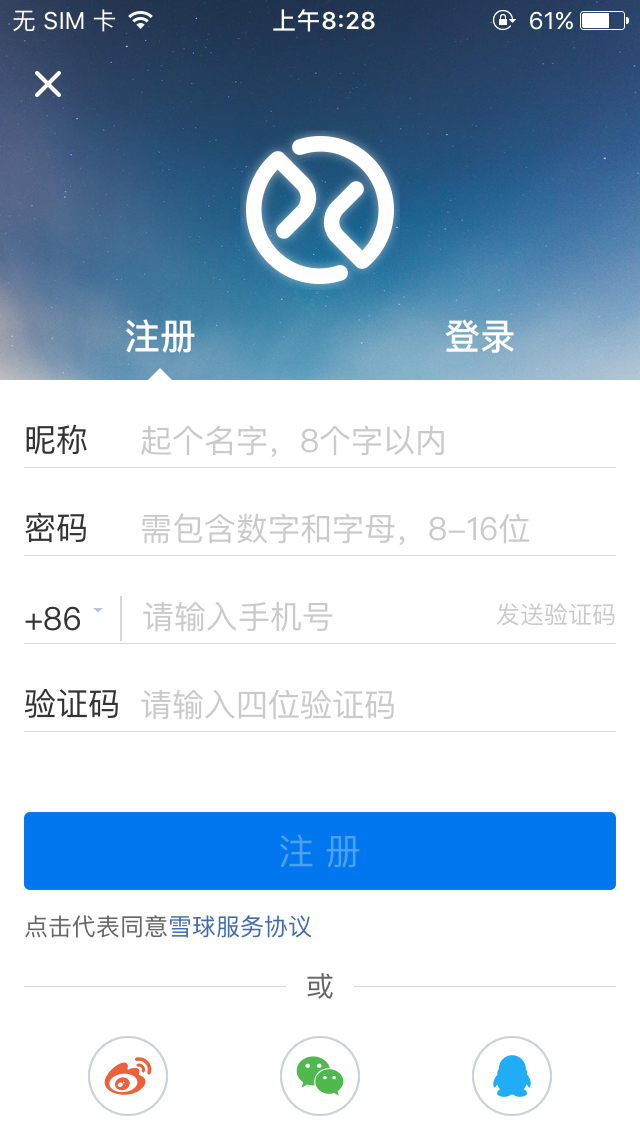 无 SIM 卡 上午8:28 61%
注册 登录
昵称 起个名字，8个字以内
密码 需包含数字和字母，8-16位
+86 请输入手机号 发送验证码
验证码 请输入四位验证码
注 册
点击代表同意雪球服务协议
或